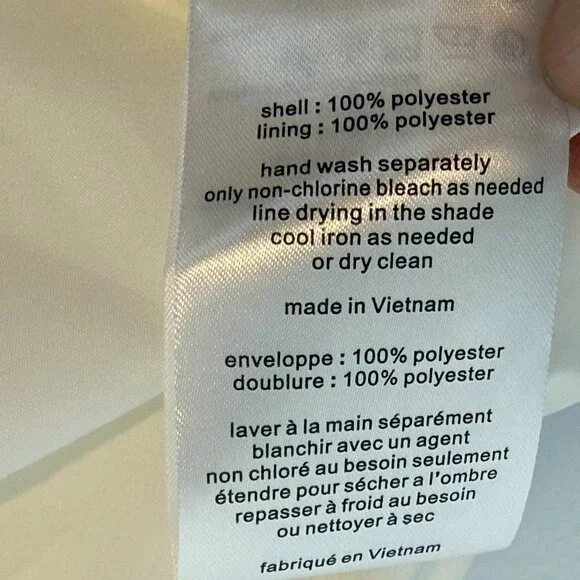 shell : 100% polyester
lining : 100% polyester
hand wash separately
only non-chlorine bleach as needed
line drying in the shade
cool iron as needed
or dry clean
made in Vietnam
enveloppe : 100% polyester
doublure : 100% polyester
laver à la main séparément
blanchir avec un agent
non chloré au besoin seulement
étendre pour sécher a l'ombre
repasser à froid au besoin
ou nettoyer à sec
fabriqué en Vietnam